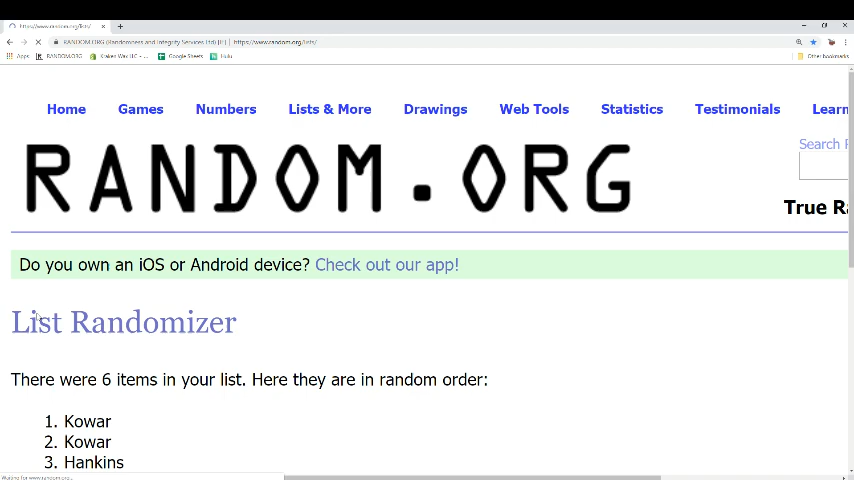 https://www.random.org/lists/
RANDOM.ORG (Randomness and Integrity Services Ltd) [IE] | https://www.random.org/lists/
Apps RANDOM.ORG Kraken Wax LLC - ... Google Sheets Hulu Other bookmarks
Home Games Numbers Lists & More Drawings Web Tools Statistics Testimonials Learn
RANDOM.ORG
Search
True Ra
Do you own an iOS or Android device? Check out our app!
List Randomizer
There were 6 items in your list. Here they are in random order:
1. Kowar
2. Kowar
3. Hankins
Waiting for www.random.org...